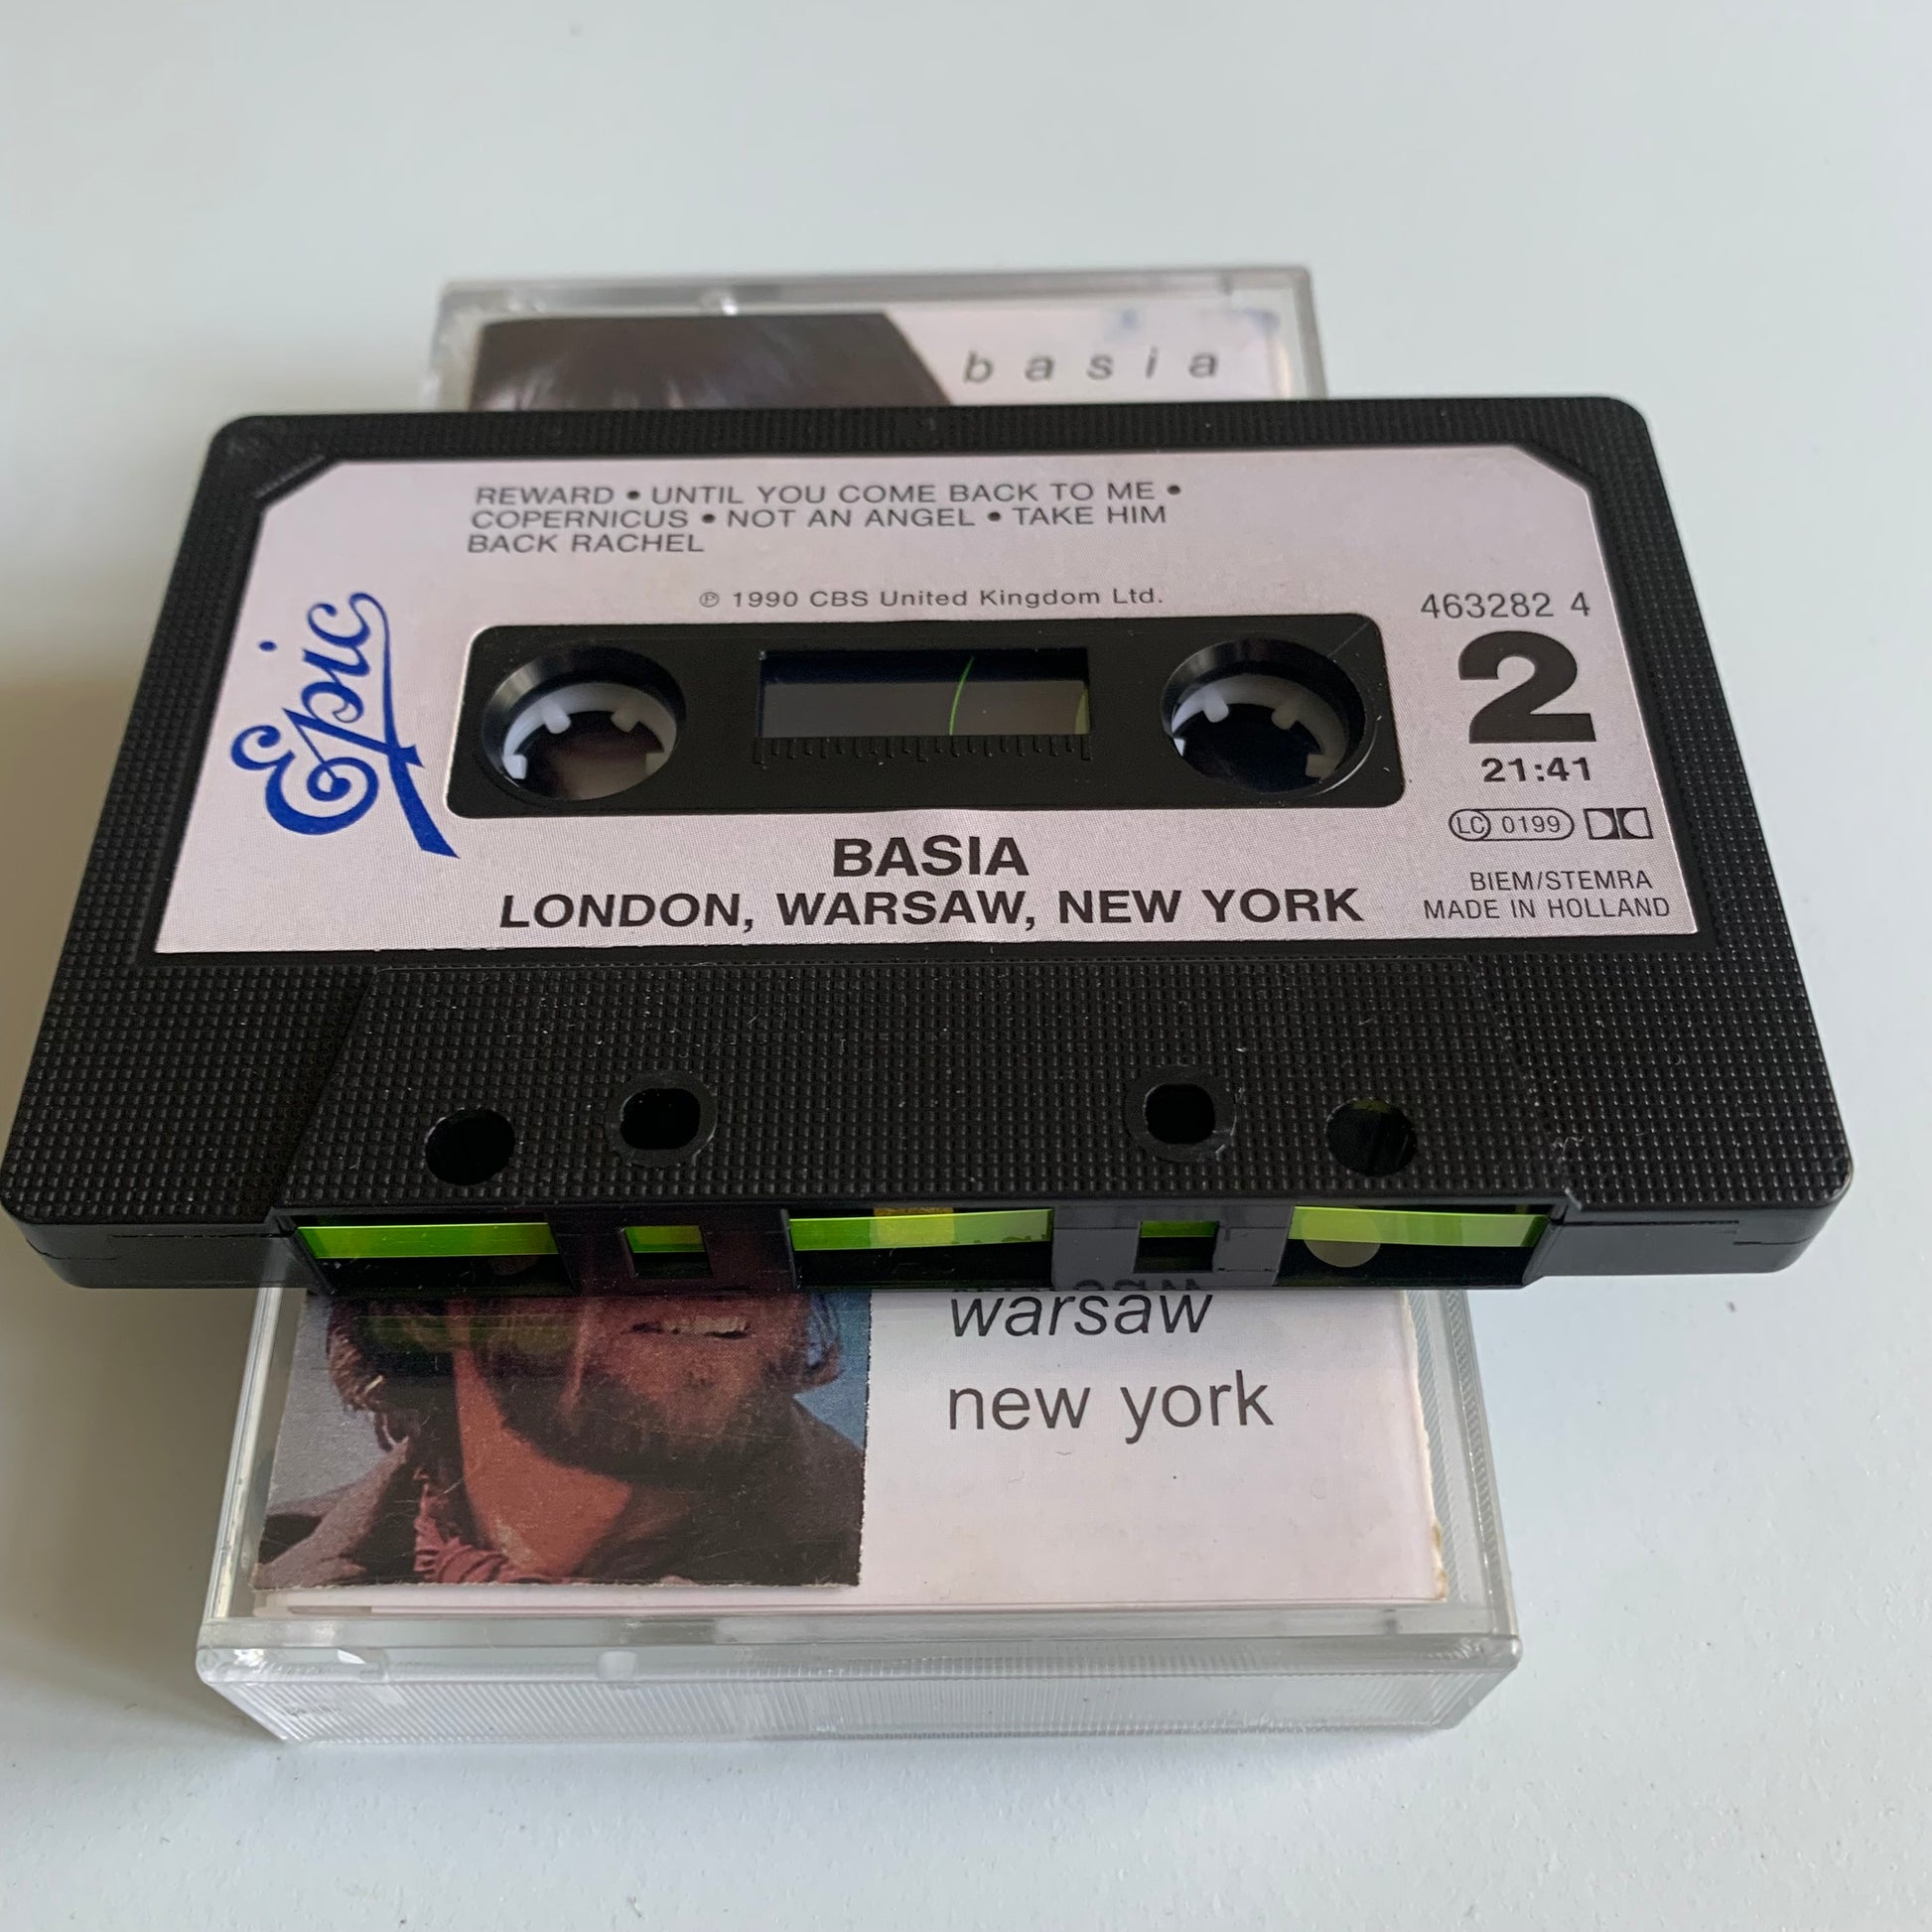 basia
REWARD • UNTIL YOU COME BACK TO ME •
COPERNICUS • NOT AN ANGEL • TAKE HIM
BACK RACHEL
℗ 1990 CBS United Kingdom Ltd.
Epic
463282 4
2
21:41
LC 0199
BASIA
LONDON, WARSAW, NEW YORK
BIEM/STEMRA
MADE IN HOLLAND
warsaw
new york